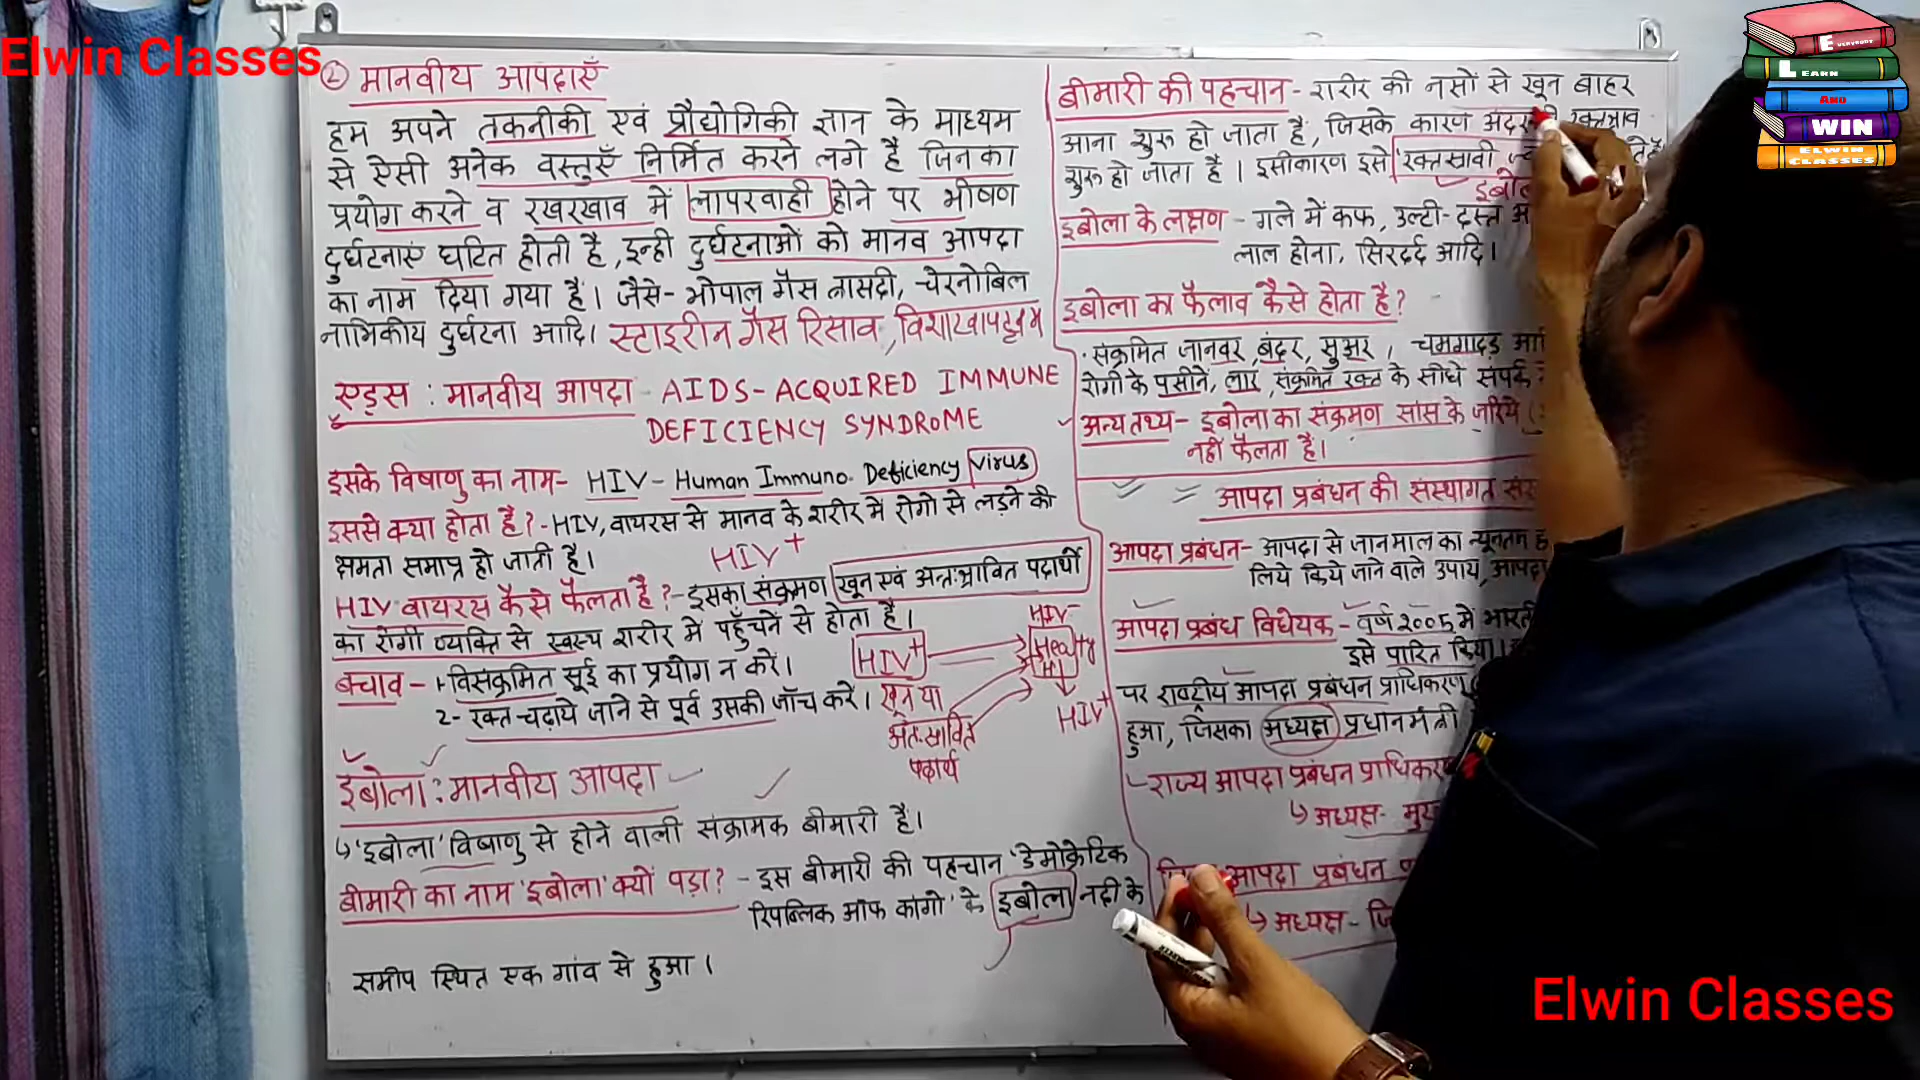 Elwin Classes
② मानवीय आपदाएँ
हम अपने तकनीकी एवं प्रौद्योगिकी ज्ञान के माध्यम
से ऐसी अनेक वस्तुएँ निर्मित करने लगे हैं जिनका
प्रयोग करने व रखरखाव में लापरवाही होने पर भीषण
दुर्घटनाएं घटित होती है, इन्ही दुर्घटनाओं को मानव आपदा
का नाम दिया गया है। जैसे- भोपाल गैस त्रासदी, चेरनोबिल
नाभिकीय दुर्घटना आदि। स्टाइरीन गैस रिसाव, विशाखापट्टनम
एड्स : मानवीय आपदा - AIDS - ACQUIRED IMMUNE
DEFICIENCY SYNDROME
इसके विषाणु का नाम- HIV - Human Immuno. Deficiency Virus
इससे क्या होता है? - HIV, वायरस से मानव के शरीर में रोगो से लड़ने की
क्षमता समाप्त हो जाती है।
HIV+
HIV वायरस कैसे फैलता है? - इसका संक्रमण खून एवं अन्तःस्रावित पदार्थो
का रोगी व्यक्ति से स्वस्थ शरीर में पहुँचने से होता है।
बचाव - 1- विसंक्रमित सूई का प्रयोग न करें।
2- रक्त-चढ़ाये जाने से पूर्व उसकी जाँच करें।
HIV+
खून या
अंतःस्रावित
पदार्थ
HIV-
Healthy
HIV+
इबोला : मानवीय आपदा
↳ 'इबोला' विषाणु से होने वाली संक्रामक बीमारी है।
बीमारी का नाम 'इबोला' क्यों पड़ा? - इस बीमारी की पहचान 'डेमोक्रेटिक
रिपब्लिक ऑफ कांगो' के इबोला नदी के
समीप स्थित एक गांव से हुआ।
बीमारी की पहचान - शरीर की नसों से खून बाहर
आना शुरू हो जाता है, जिसके कारण रक्तस्राव
शुरू हो जाता है। इसीकारण इसे 'रक्तस्त्रावी
इबोला के लक्षण - गले में कफ, उल्टी-दस्त
लाल होना, सिरदर्द आदि।
इबोला का फैलाव कैसे होता है?
· संक्रमित जानवर, बंदर, सुअर, चमगादड़
रोगी के पसीने, लार, संक्रमित रक्त के सीधे संपर्क
अन्य तथ्य - इबोला का संक्रमण सांस के जरिये
नहीं फैलता है।
आपदा प्रबंधन की संस्थागत
आपदा प्रबंधन - आपदा से जानमाल का न्यूनतम
लिये किये जाने वाले उपाय, आपदा
आपदा प्रबंध विधेयक - वर्ष 2005 में
इसे पारित किया।
पर राष्ट्रीय आपदा प्रबंधन प्राधिकरण
हुआ, जिसका अध्यक्ष प्रधानमंत्री
राज्य आपदा प्रबंधन प्राधिकरण
↳ अध्यक्ष-
आपदा प्रबंधन
↳ अध्यक्ष -
EVERYBODY
LEARN
AND
WIN
ELWIN CLASSES
Elwin Classes